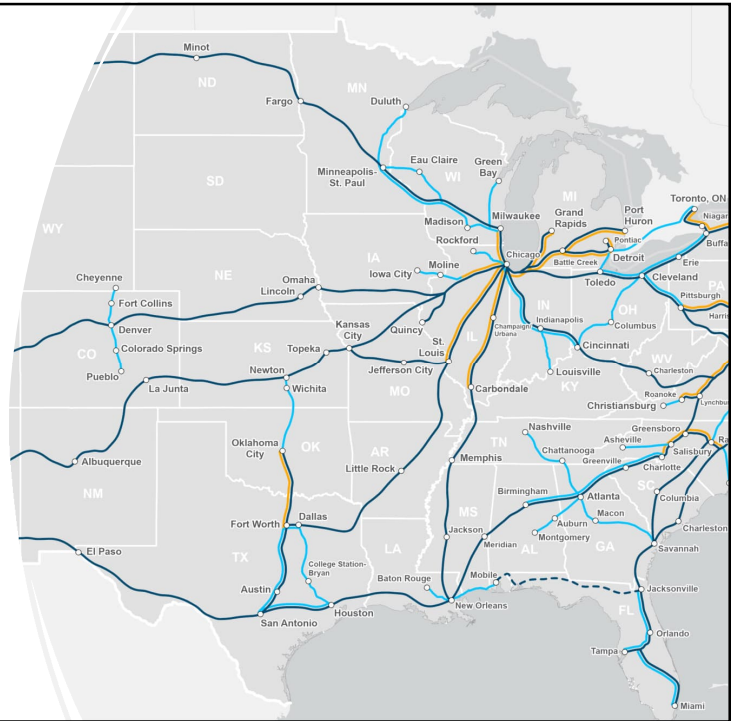 Minot
ND
MN
Fargo
Duluth
Minneapolis-
St. Paul
Eau Claire
Green
Bay
WI
SD
MI
Toronto, ON
Niagar
Madison
Milwaukee
Grand
Rapids
Port
Huron
Pontiac
Buffa
WY
Rockford
Chicago
Battle Creek
Detroit
Erie
IA
Iowa City
Moline
Toledo
Cleveland
Cheyenne
NE
Omaha
Lincoln
PA
Fort Collins
IN
OH
Pittsburgh
Harri
Denver
Kansas
City
Quincy
St.
Louis
IL
Champaign
Urbana
Indianapolis
Columbus
CO
Colorado Springs
KS
Topeka
Cincinnati
Pueblo
Newton
Jefferson City
WV
La Junta
Wichita
MO
Carbondale
Louisville
KY
Charleston
Roanoke
Lynchbu
Christiansburg
Oklahoma
City
OK
AR
Nashville
TN
Greensboro
Asheville
Ra
Albuquerque
Little Rock
Memphis
Chattanooga
Greenville
Salisbury
Charlotte
NM
Birmingham
SC
Atlanta
Columbia
Fort Worth
Dallas
MS
Macon
Auburn
Charleston
El Paso
TX
LA
Jackson
Meridian
AL
Montgomery
GA
Savannah
College Station-
Bryan
Baton Rouge
Mobile
Austin
Jacksonville
Houston
New Orleans
FL
San Antonio
Orlando
Tampa
Miami